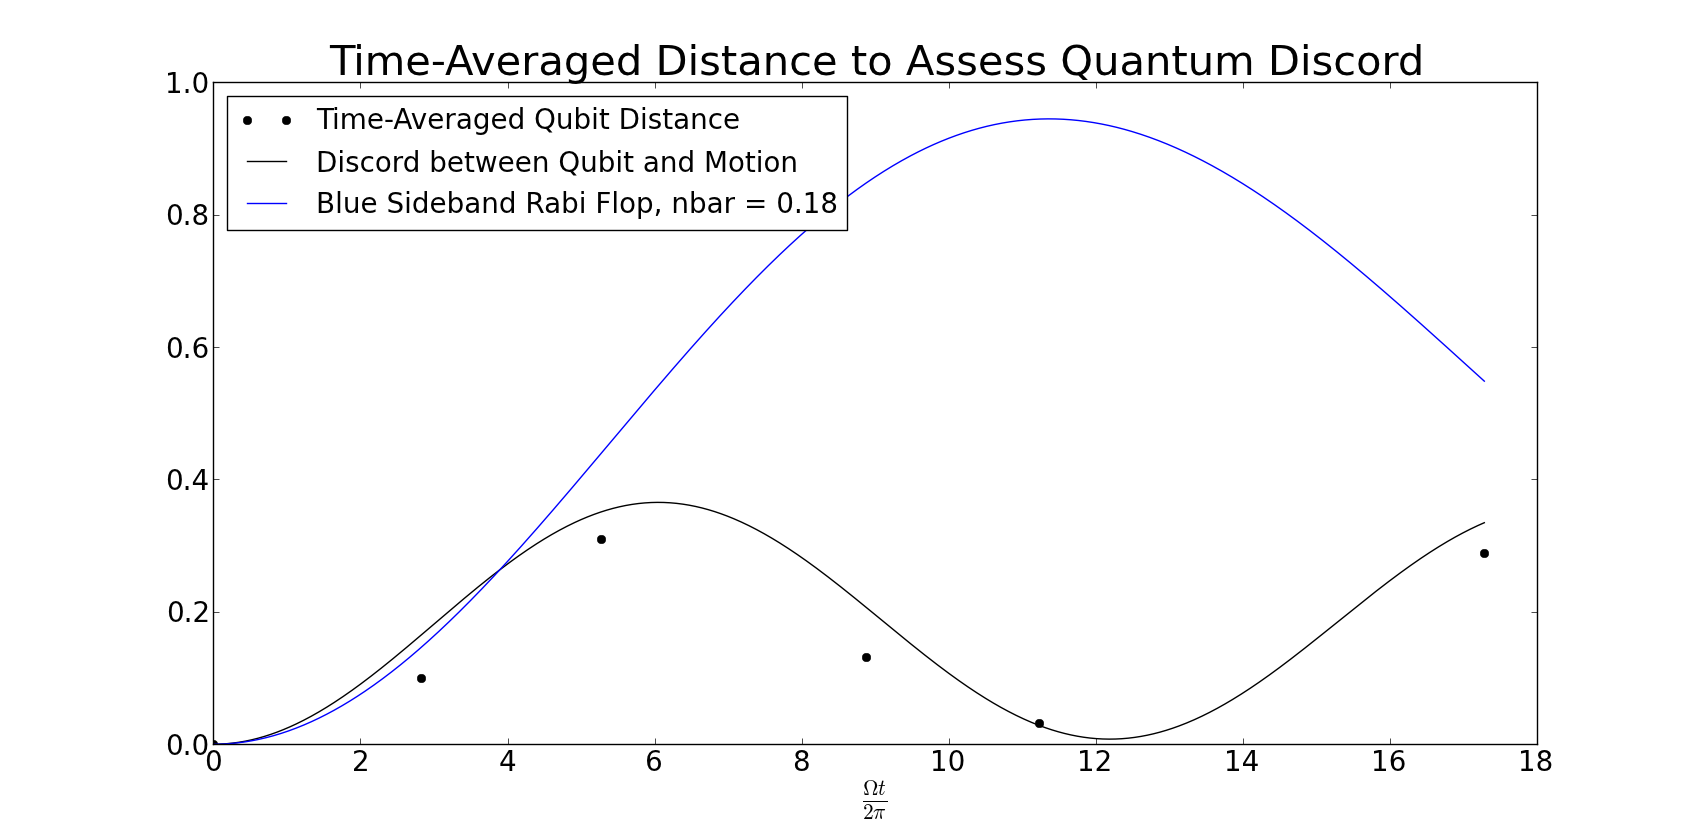 Time-Averaged Distance to Assess Quantum Discord
1.0
Time-Averaged Qubit Distance
Discord between Qubit and Motion
Blue Sideband Rabi Flop, nbar = 0.18
0.8
0.6
0.4
0.2
0.0
0 2 4 6 8 10 12 14 16 18
Ωt
2π